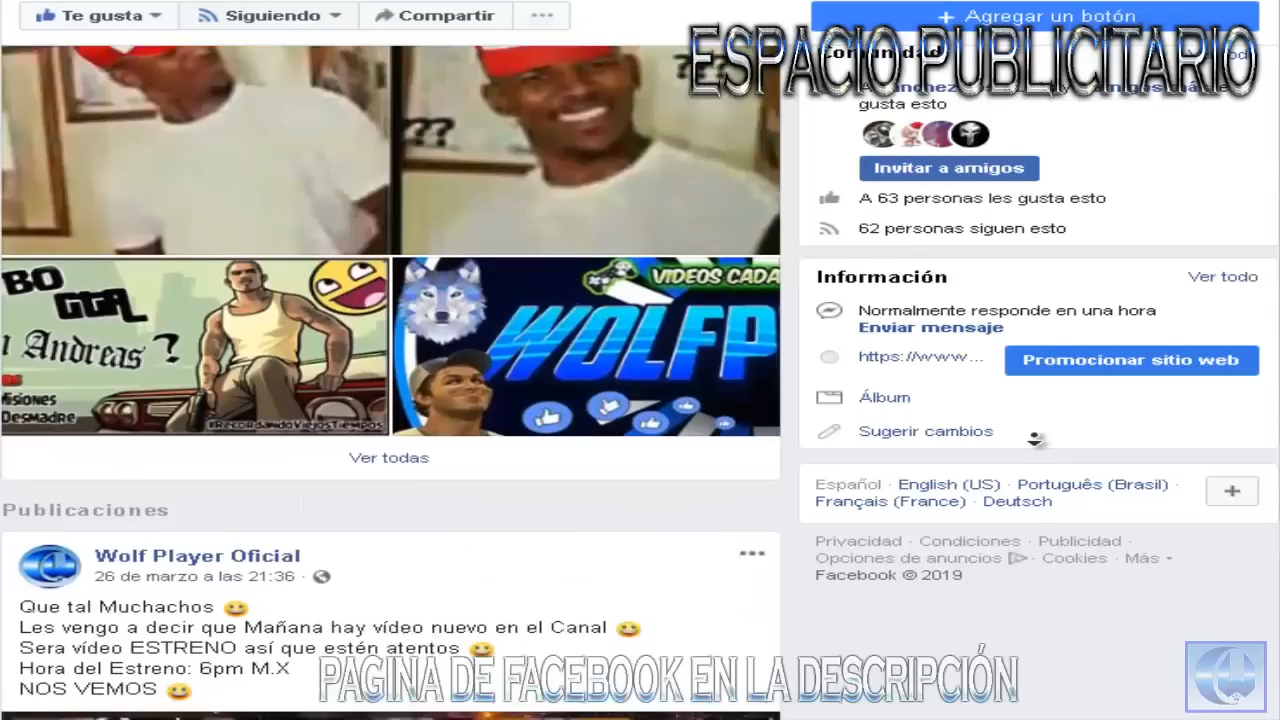 Te gusta
Siguiendo
Compartir
+ Agregar un botón
ESPACIO PUBLICITARIO
Comunidad
gusta esto
???
??
Invitar a amigos
A 63 personas les gusta esto
62 personas siguen esto
Información
Ver todo
Normalmente responde en una hora
Enviar mensaje
https://www...
Promocionar sitio web
Álbum
Sugerir cambios
BO
Andreas ?
Misiones
Desmadre
#RecordandoViejosTiempos
VIDEOS CADA
WOLFP
Ver todas
Español · English (US) · Português (Brasil) ·
Français (France) · Deutsch
+
Privacidad · Condiciones · Publicidad ·
Opciones de anuncios · Cookies · Más
Facebook © 2019
Publicaciones
Wolf Player Oficial
26 de marzo a las 21:36 ·
Que tal Muchachos 😀
Les vengo a decir que Mañana hay vídeo nuevo en el Canal 😀
Sera vídeo ESTRENO así que estén atentos 😀
Hora del Estreno: 6pm M.X
NOS VEMOS 😀
PAGINA DE FACEBOOK EN LA DESCRIPCIÓN